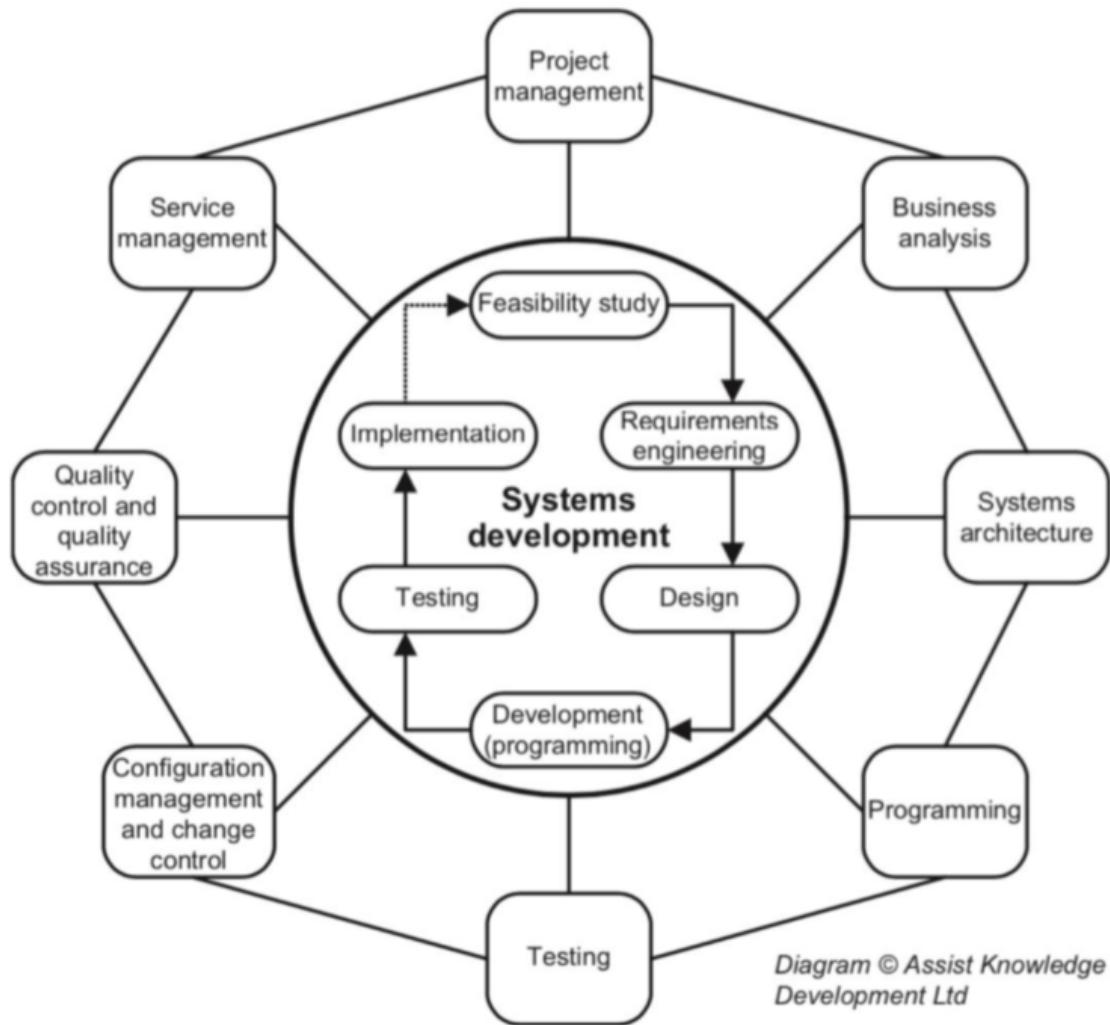 Project
management
Service
management
Business
analysis
Feasibility study
Implementation
Requirements
engineering
Quality
control and
quality
assurance
Systems
development
Systems
architecture
Testing
Design
Development
(programming)
Configuration
management
and change
control
Programming
Testing
Diagram © Assist Knowledge
Development Ltd